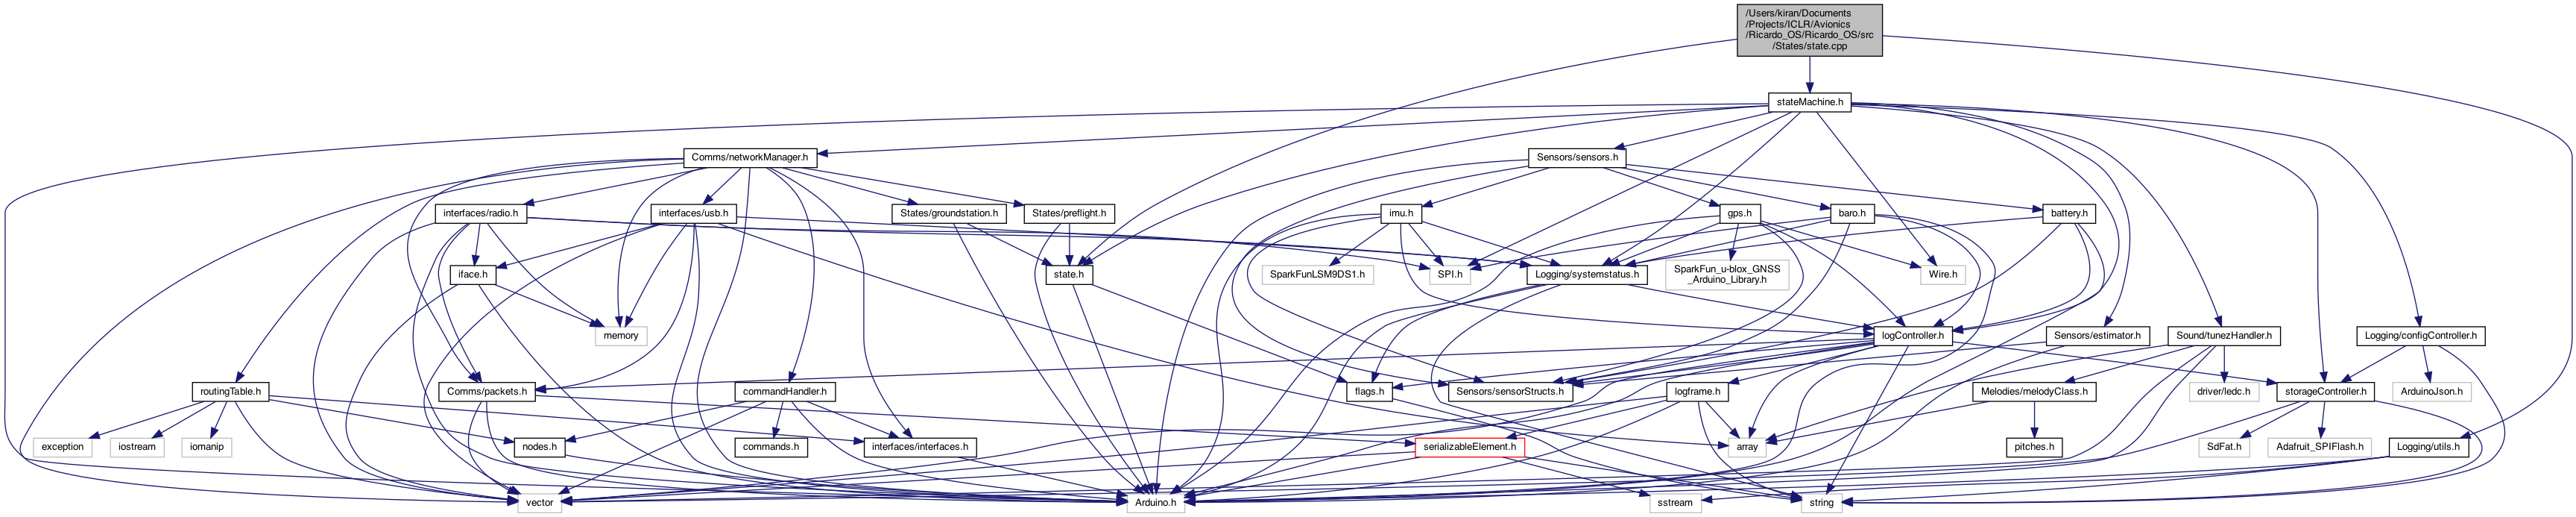 /Users/kiran/Documents
/Projects/ICLR/Avionics
/Ricardo_OS/Ricardo_OS/src
/States/state.cpp
stateMachine.h
Comms/networkManager.h
Sensors/sensors.h
interfaces/radio.h
interfaces/usb.h
States/groundstation.h
States/preflight.h
imu.h
gps.h
baro.h
battery.h
iface.h
state.h
SparkFunLSM9DS1.h
SPI.h
Logging/systemstatus.h
SparkFun_u-blox_GNSS
_Arduino_Library.h
Wire.h
memory
logController.h
Sensors/estimator.h
Sound/tunezHandler.h
Logging/configController.h
routingTable.h
Comms/packets.h
commandHandler.h
flags.h
Sensors/sensorStructs.h
logframe.h
Melodies/melodyClass.h
driver/ledc.h
storageController.h
ArduinoJson.h
exception
iostream
iomanip
nodes.h
commands.h
interfaces/interfaces.h
serializableElement.h
array
pitches.h
SdFat.h
Adafruit_SPIFlash.h
Logging/utils.h
vector
Arduino.h
sstream
string